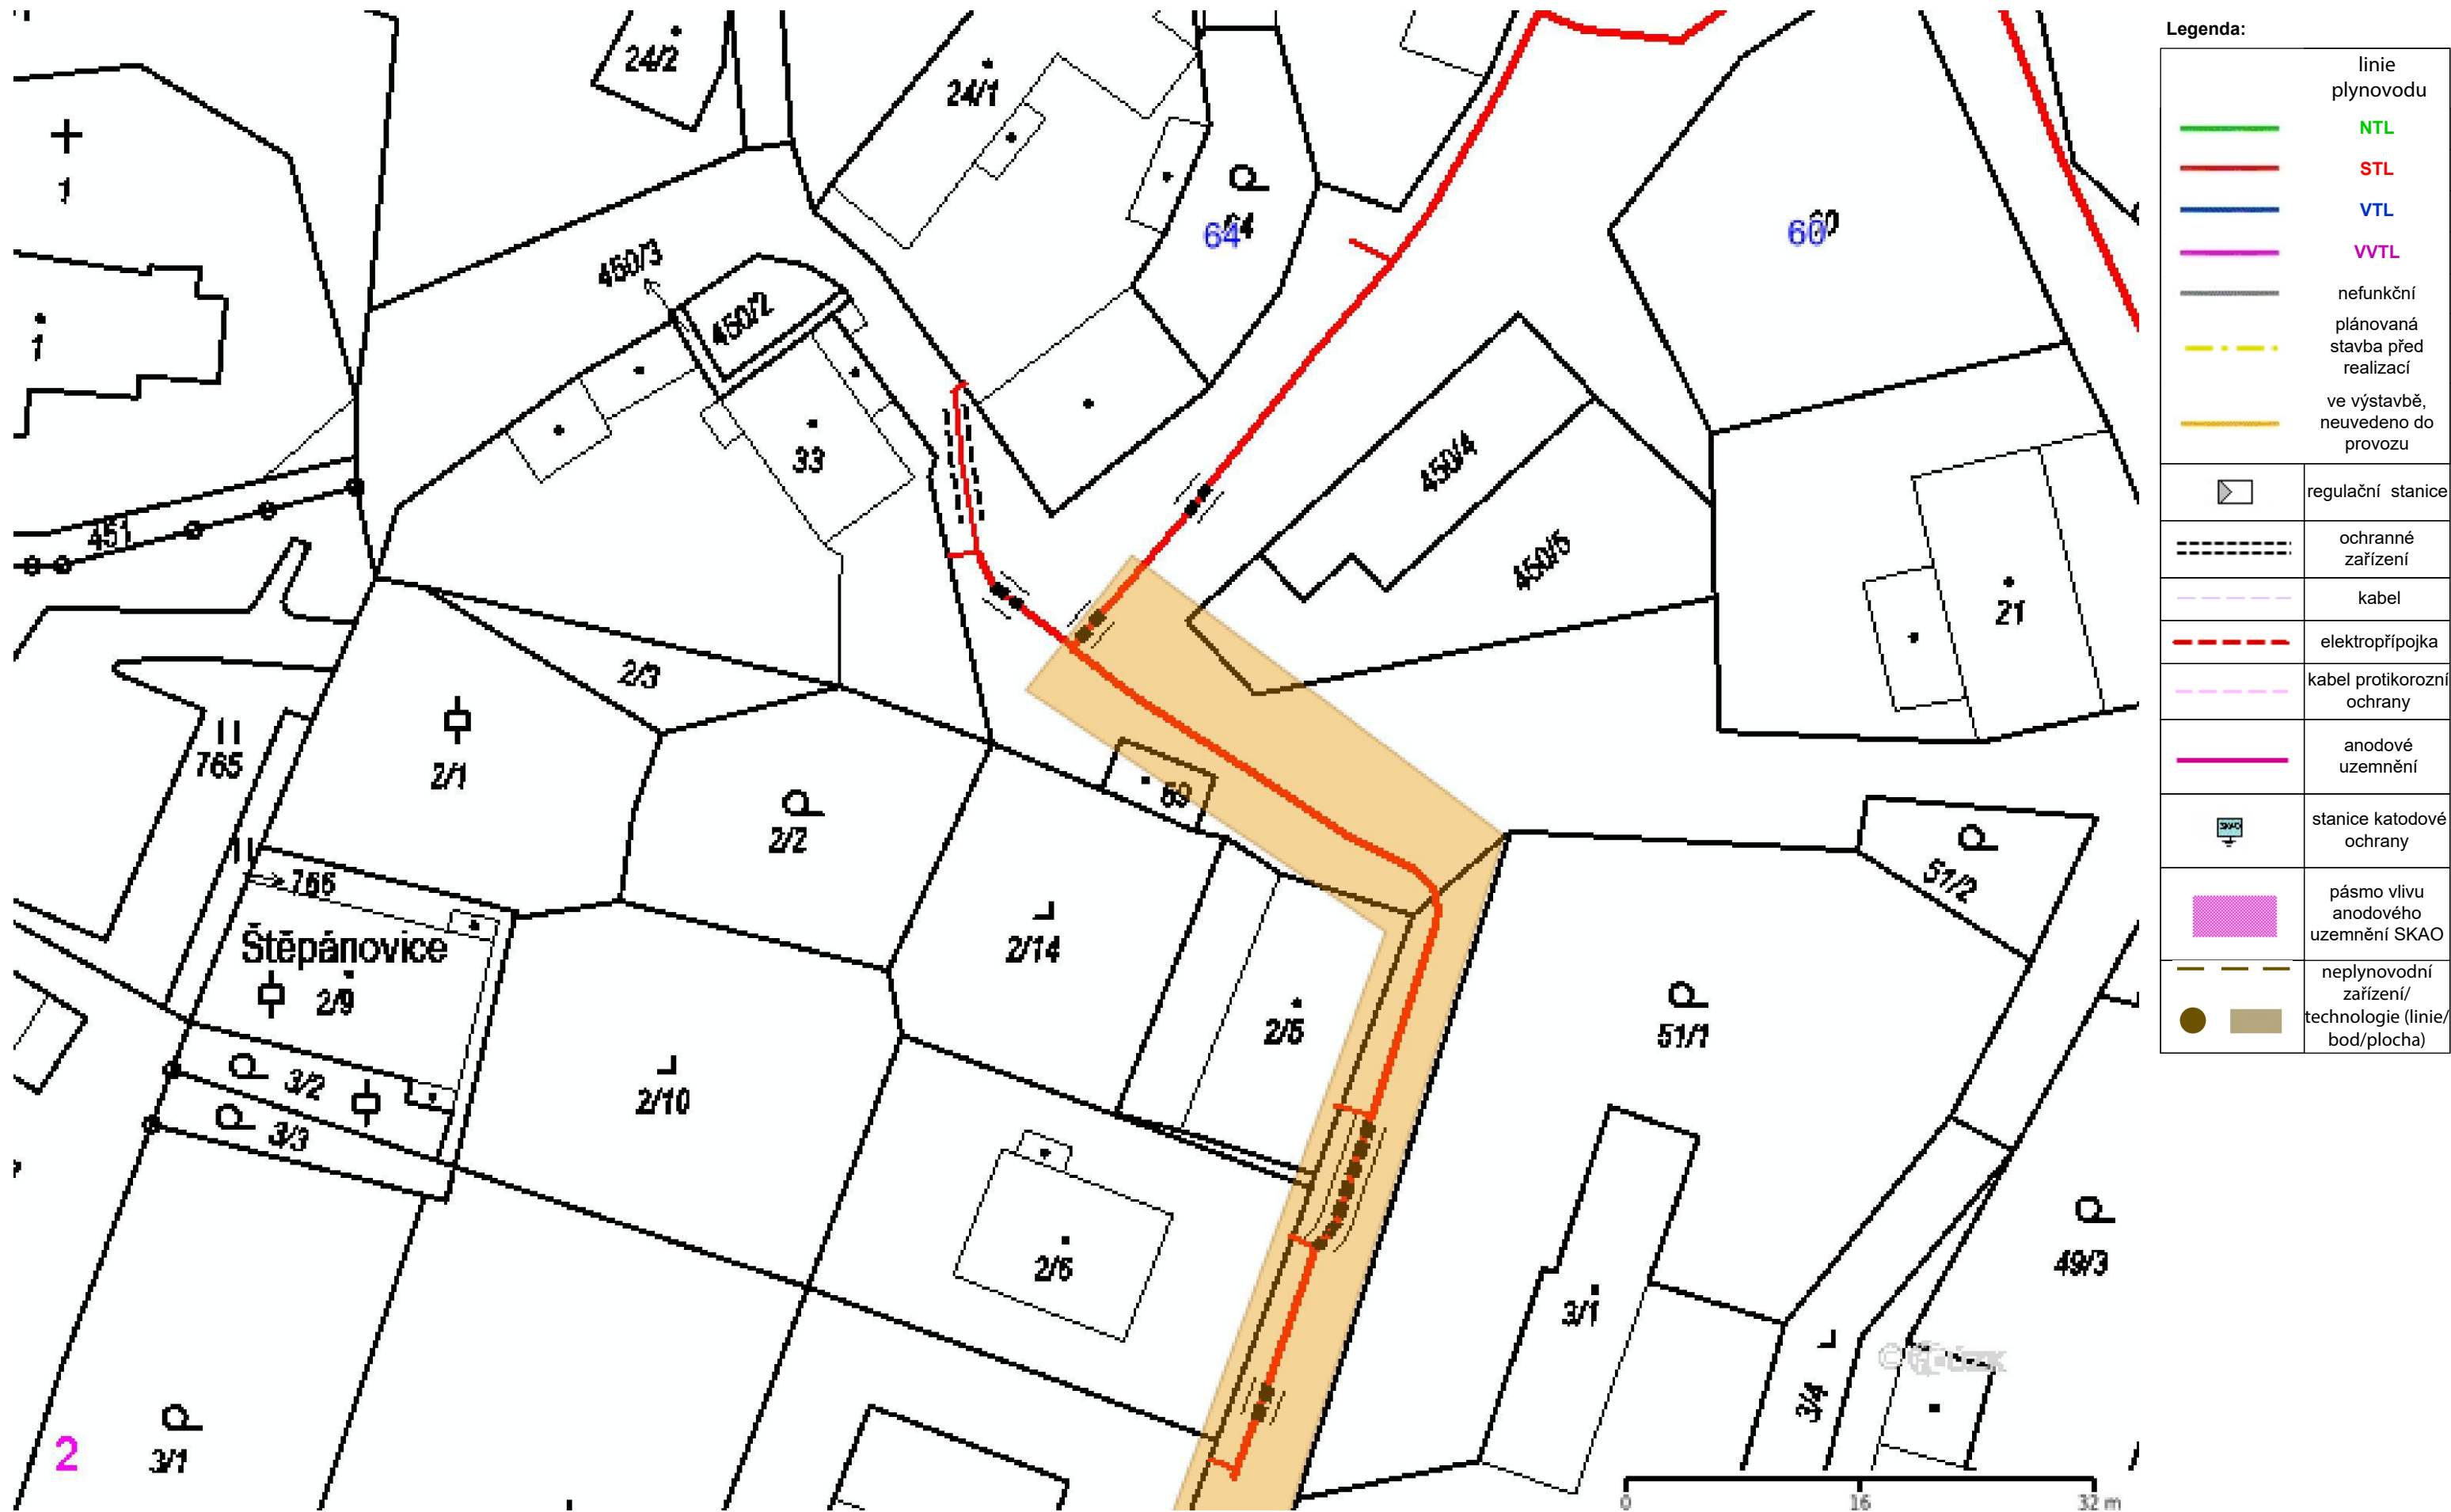 24/2
24/1
Legenda:
linie
plynovodu
NTL
STL
VTL
VVTL
nefunkční
plánovaná
stavba před
realizací
ve výstavbě,
neuvedeno do
provozu
regulační stanice
ochranné
zařízení
kabel
elektropřípojka
kabel protikorozní
ochrany
anodové
uzemnění
stanice katodové
ochrany
pásmo vlivu
anodového
uzemnění SKAO
neplynovodní
zařízení/
technologie (linie/
bod/plocha)
1
64
60
450/3
450/2
1
33
450/4
451
450/5
21
2/3
765
2/1
69
2/2
51/2
766
Štěpánovice
2/14
2/9
2/5
51/1
3/2
2/10
3/3
2/6
49/3
3/1
3/4
2
3/1
0 16 32 m